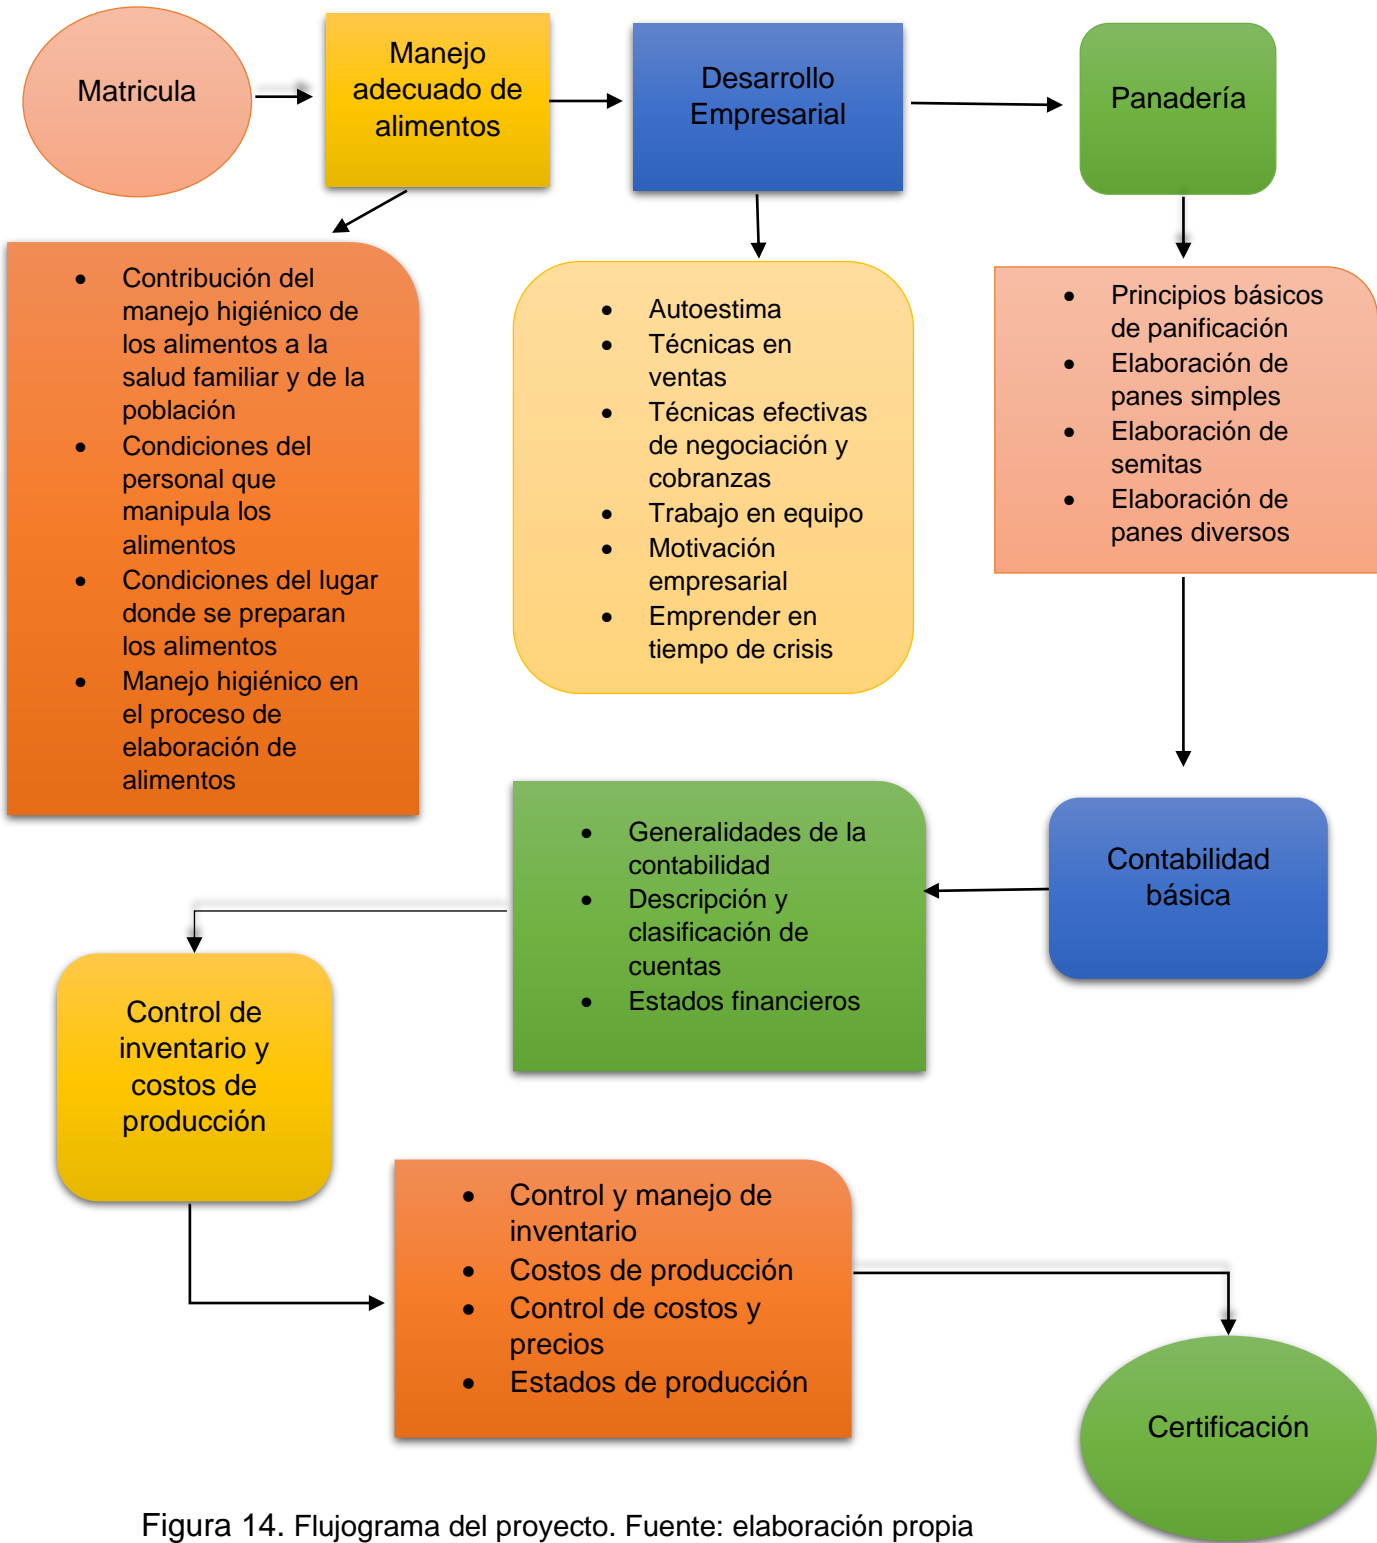 Matricula
Manejo
adecuado de
alimentos
Desarrollo
Empresarial
Panadería
• Contribución del
manejo higiénico de
los alimentos a la
salud familiar y de la
población
• Condiciones del
personal que
manipula los
alimentos
• Condiciones del lugar
donde se preparan
los alimentos
• Manejo higiénico en
el proceso de
elaboración de
alimentos
• Autoestima
• Técnicas en
ventas
• Técnicas efectivas
de negociación y
cobranzas
• Trabajo en equipo
• Motivación
empresarial
• Emprender en
tiempo de crisis
• Principios básicos
de panificación
• Elaboración de
panes simples
• Elaboración de
semitas
• Elaboración de
panes diversos
Contabilidad
básica
• Generalidades de la
contabilidad
• Descripción y
clasificación de
cuentas
• Estados financieros
Control de
inventario y
costos de
producción
• Control y manejo de
inventario
• Costos de producción
• Control de costos y
precios
• Estados de producción
Certificación
Figura 14. Flujograma del proyecto. Fuente: elaboración propia